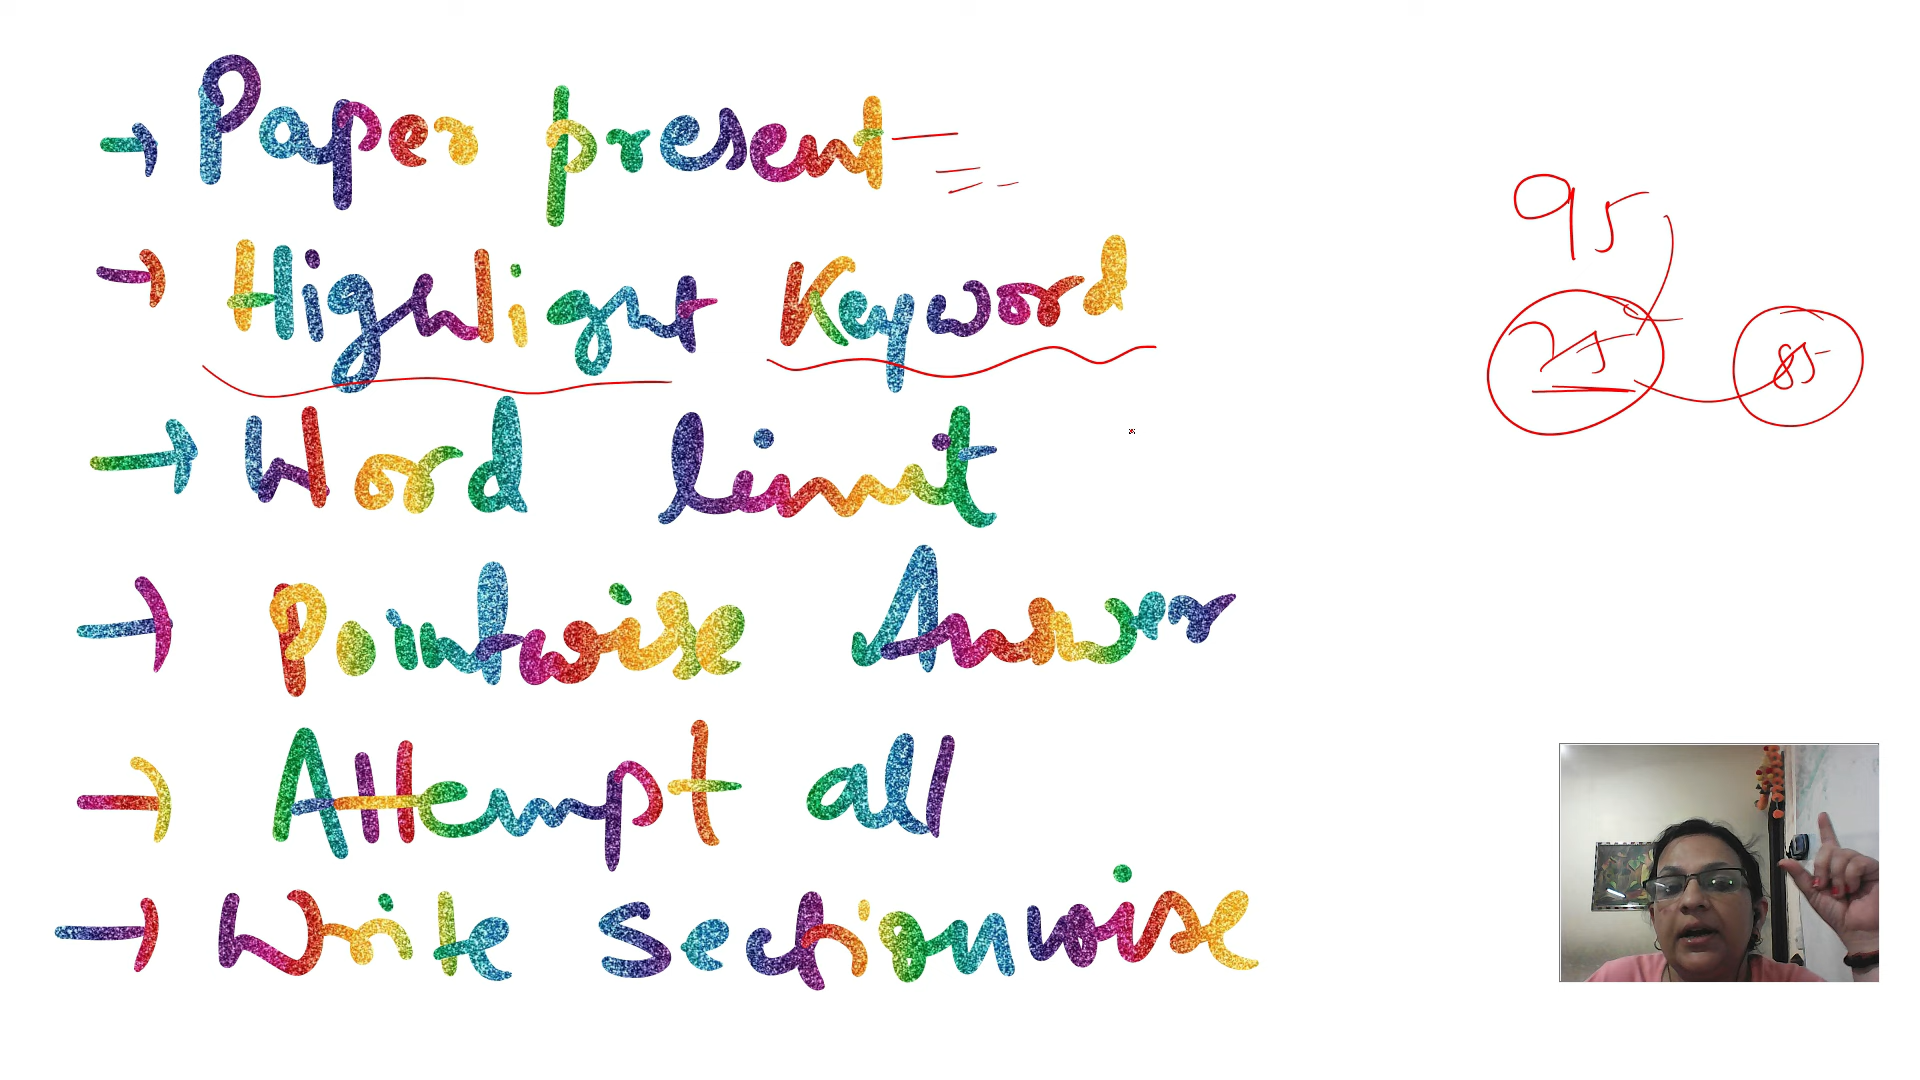 → Paper present
→ Highlight Keyword
→ Word limit
→ Pointwise Answer
→ Attempt all
→ Write sectionwise
95
85